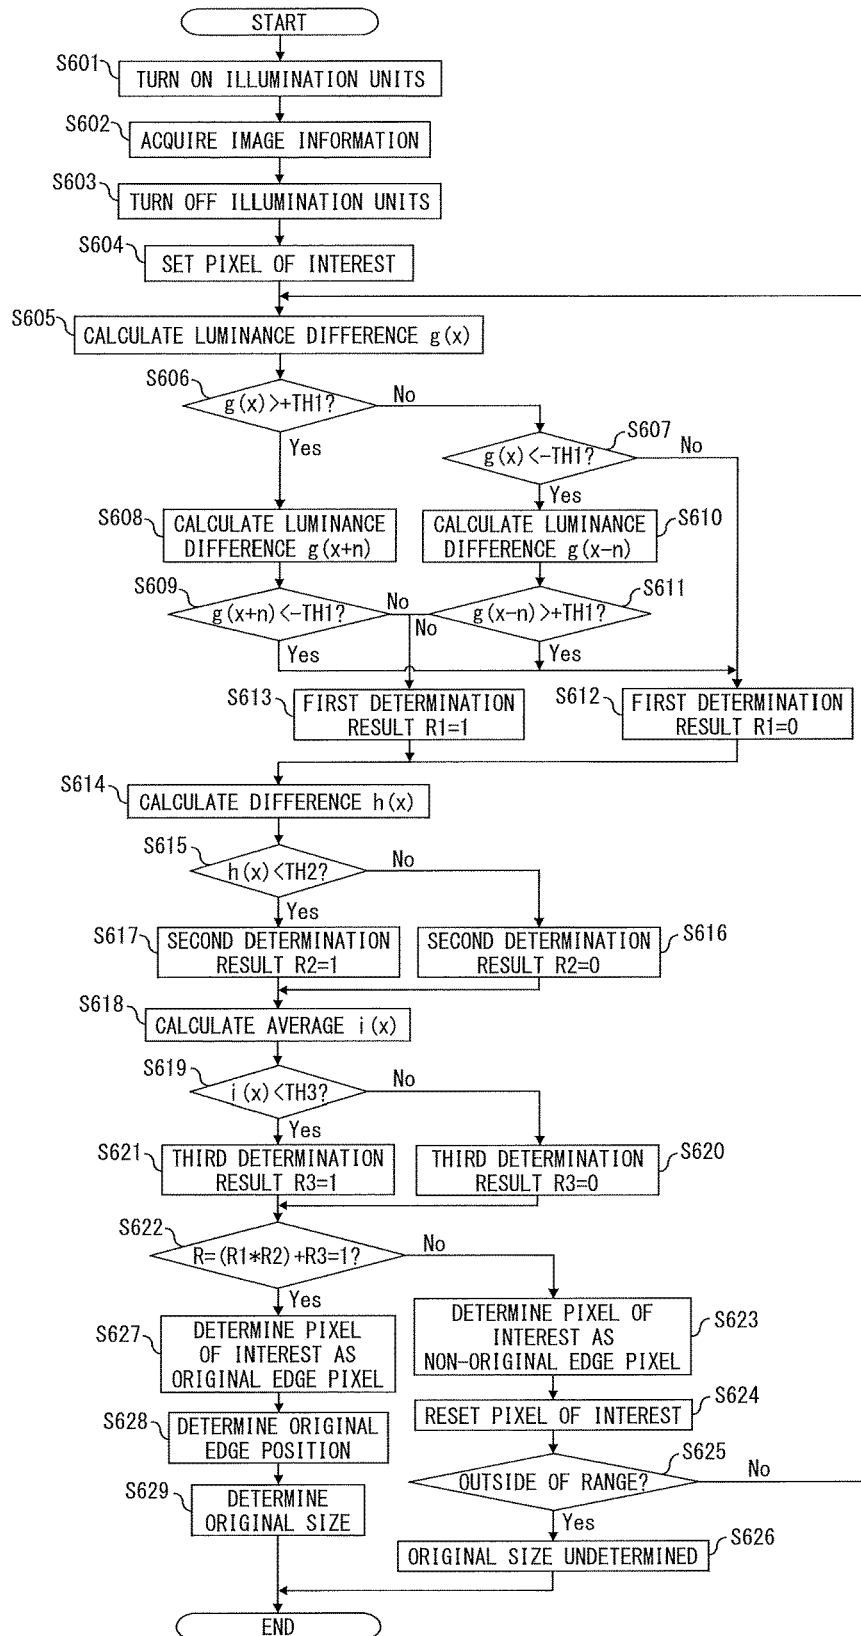 START
S601
TURN ON ILLUMINATION UNITS
S602
ACQUIRE IMAGE INFORMATION
S603
TURN OFF ILLUMINATION UNITS
S604
SET PIXEL OF INTEREST
S605
CALCULATE LUMINANCE DIFFERENCE g(x)
S606
g(x)>+TH1?
No
Yes
S607
g(x)<-TH1?
No
Yes
S608
CALCULATE LUMINANCE
DIFFERENCE g(x+n)
S610
CALCULATE LUMINANCE
DIFFERENCE g(x-n)
S609
g(x+n)<-TH1?
No
Yes
S611
g(x-n)>+TH1?
No
Yes
S613
FIRST DETERMINATION
RESULT R1=1
S612
FIRST DETERMINATION
RESULT R1=0
S614
CALCULATE DIFFERENCE h(x)
S615
h(x)<TH2?
No
Yes
S617
SECOND DETERMINATION
RESULT R2=1
S616
SECOND DETERMINATION
RESULT R2=0
S618
CALCULATE AVERAGE i(x)
S619
i(x)<TH3?
No
Yes
S621
THIRD DETERMINATION
RESULT R3=1
S620
THIRD DETERMINATION
RESULT R3=0
S622
R=(R1*R2)+R3=1?
No
Yes
S627
DETERMINE PIXEL
OF INTEREST AS
ORIGINAL EDGE PIXEL
S623
DETERMINE PIXEL OF
INTEREST AS
NON-ORIGINAL EDGE PIXEL
S624
RESET PIXEL OF INTEREST
S628
DETERMINE ORIGINAL
EDGE POSITION
S625
OUTSIDE OF RANGE?
No
Yes
S629
DETERMINE
ORIGINAL SIZE
S626
ORIGINAL SIZE UNDETERMINED
END